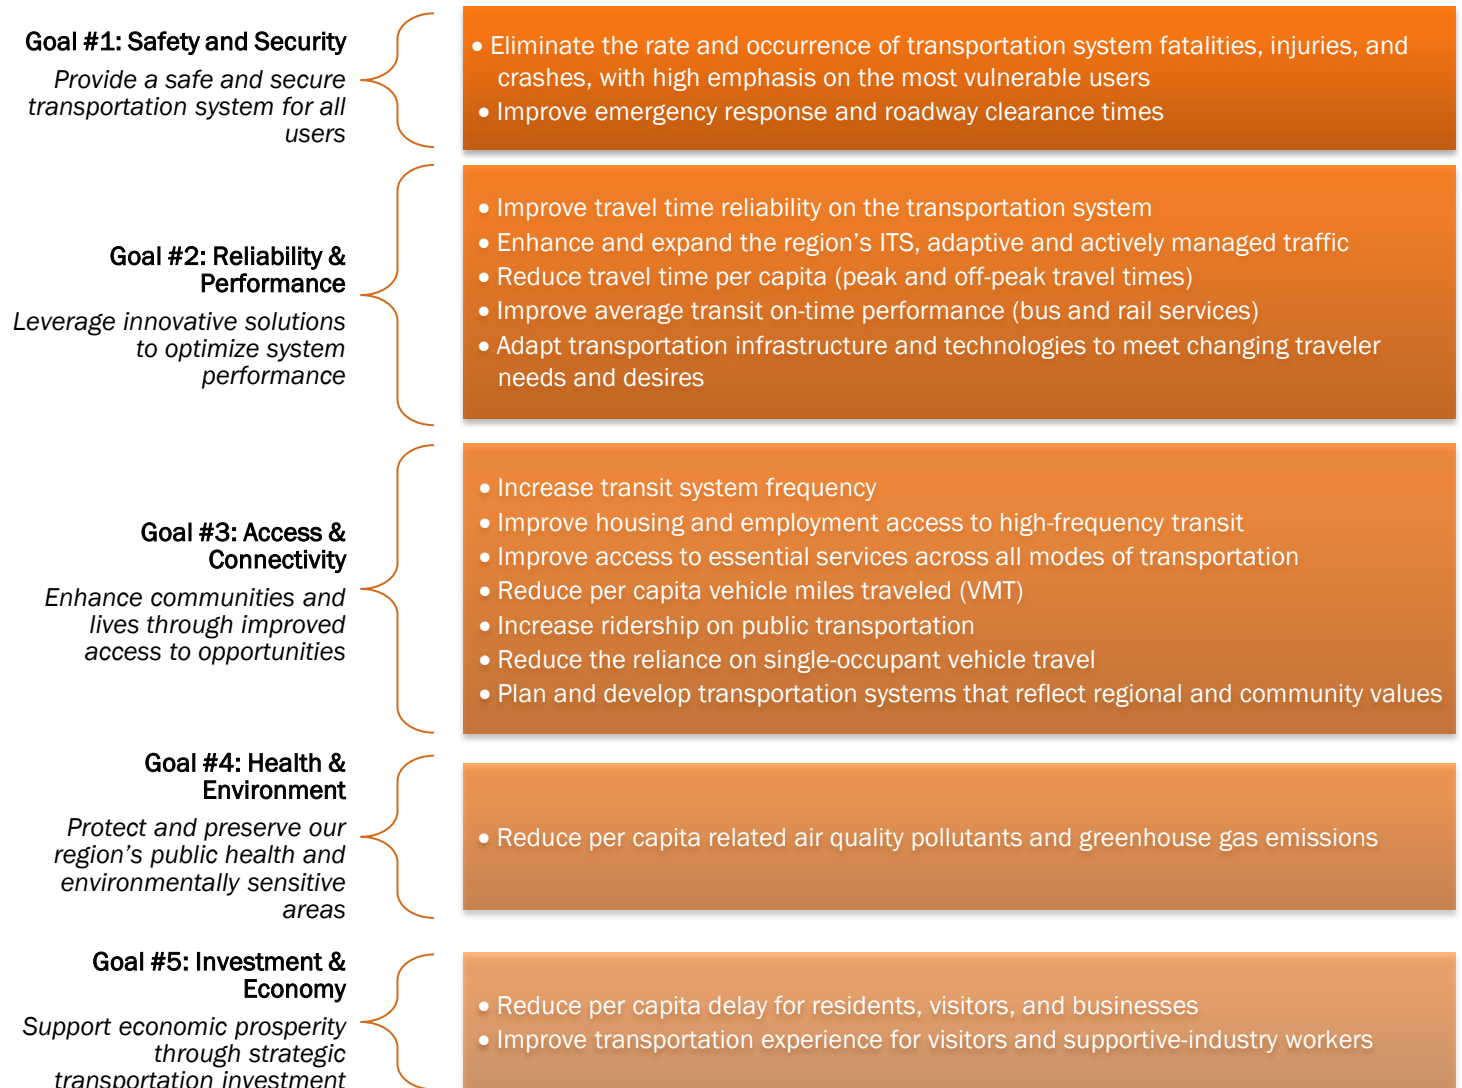 Goal #1: Safety and Security
Provide a safe and secure
transportation system for all
users
• Eliminate the rate and occurrence of transportation system fatalities, injuries, and
crashes, with high emphasis on the most vulnerable users
• Improve emergency response and roadway clearance times
Goal #2: Reliability &
Performance
Leverage innovative solutions
to optimize system
performance
• Improve travel time reliability on the transportation system
• Enhance and expand the region’s ITS, adaptive and actively managed traffic
• Reduce travel time per capita (peak and off-peak travel times)
• Improve average transit on-time performance (bus and rail services)
• Adapt transportation infrastructure and technologies to meet changing traveler
needs and desires
Goal #3: Access &
Connectivity
Enhance communities and
lives through improved
access to opportunities
• Increase transit system frequency
• Improve housing and employment access to high-frequency transit
• Improve access to essential services across all modes of transportation
• Reduce per capita vehicle miles traveled (VMT)
• Increase ridership on public transportation
• Reduce the reliance on single-occupant vehicle travel
• Plan and develop transportation systems that reflect regional and community values
Goal #4: Health &
Environment
Protect and preserve our
region’s public health and
environmentally sensitive
areas
• Reduce per capita related air quality pollutants and greenhouse gas emissions
Goal #5: Investment &
Economy
Support economic prosperity
through strategic
transportation investment
• Reduce per capita delay for residents, visitors, and businesses
• Improve transportation experience for visitors and supportive-industry workers